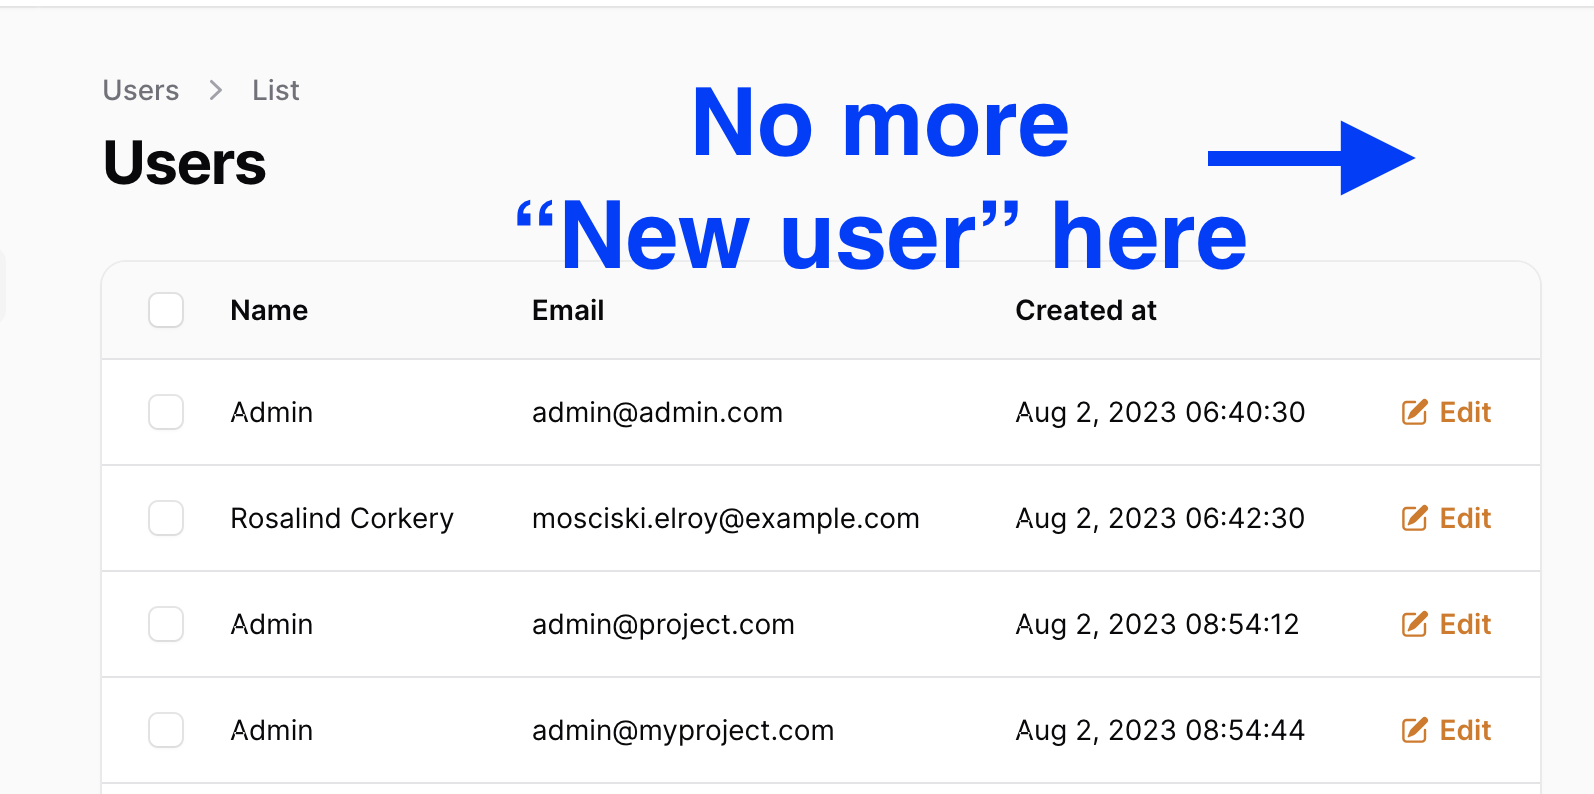 Users > List
Users
No more
“New user” here
Name Email Created at
Admin admin@admin.com Aug 2, 2023 06:40:30 Edit
Rosalind Corkery mosciski.elroy@example.com Aug 2, 2023 06:42:30 Edit
Admin admin@project.com Aug 2, 2023 08:54:12 Edit
Admin admin@myproject.com Aug 2, 2023 08:54:44 Edit